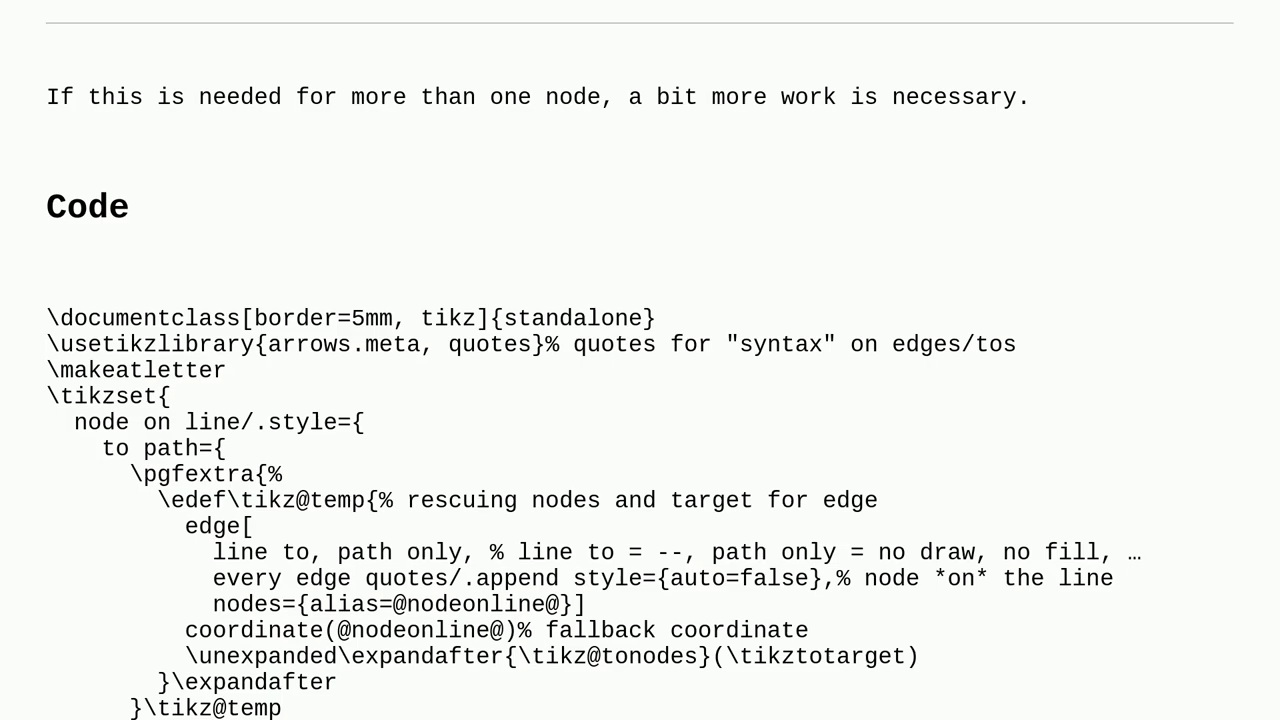 If this is needed for more than one node, a bit more work is necessary.
Code
\documentclass[border=5mm, tikz]{standalone}
\usetikzlibrary{arrows.meta, quotes}% quotes for "syntax" on edges/tos
\makeatletter
\tikzset{
  node on line/.style={
    to path={
      \pgfextra{%
        \edef\tikz@temp{% rescuing nodes and target for edge
          edge[
            line to, path only, % line to = --, path only = no draw, no fill, …
            every edge quotes/.append style={auto=false},% node *on* the line
            nodes={alias=@nodeonline@}]
          coordinate(@nodeonline@)% fallback coordinate
          \unexpanded\expandafter{\tikz@tonodes}(\tikztotarget)
        }\expandafter
      }\tikz@temp